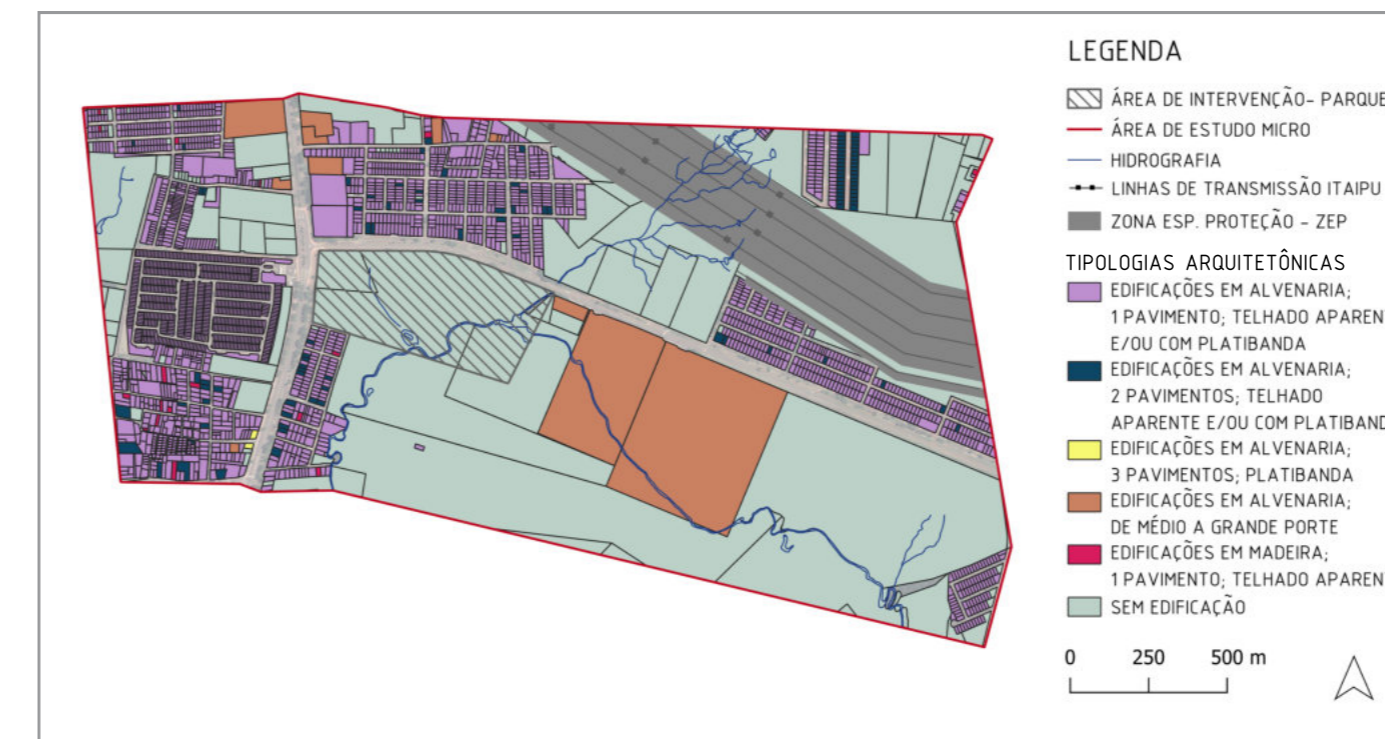 LEGENDA
ÁREA DE INTERVENÇÃO- PARQUE
ÁREA DE ESTUDO MICRO
HIDROGRAFIA
LINHAS DE TRANSMISSÃO ITAIPU
ZONA ESP. PROTEÇÃO - ZEP
TIPOLOGIAS ARQUITETÔNICAS
EDIFICAÇÕES EM ALVENARIA;
1 PAVIMENTO; TELHADO APAREN
E/OU COM PLATIBANDA
EDIFICAÇÕES EM ALVENARIA;
2 PAVIMENTOS; TELHADO
APARENTE E/OU COM PLATIBAND
EDIFICAÇÕES EM ALVENARIA;
3 PAVIMENTOS; PLATIBANDA
EDIFICAÇÕES EM ALVENARIA;
DE MÉDIO A GRANDE PORTE
EDIFICAÇÕES EM MADEIRA;
1 PAVIMENTO; TELHADO APAREN
SEM EDIFICAÇÃO
0 250 500 m